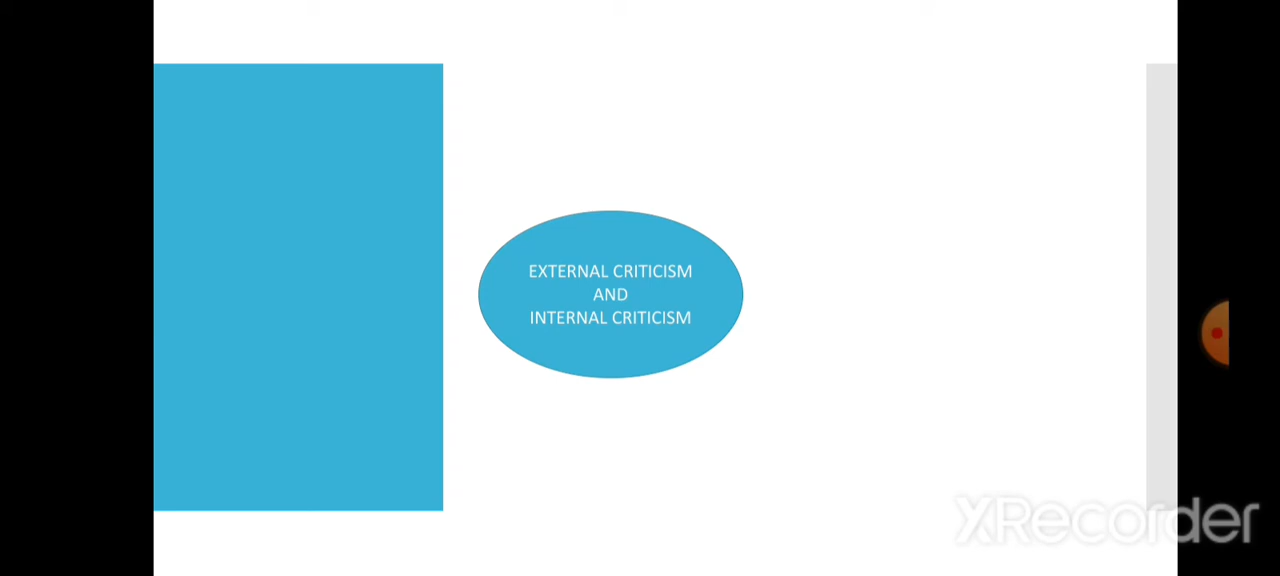 EXTERNAL CRITICISM
AND
INTERNAL CRITICISM
XRecorder